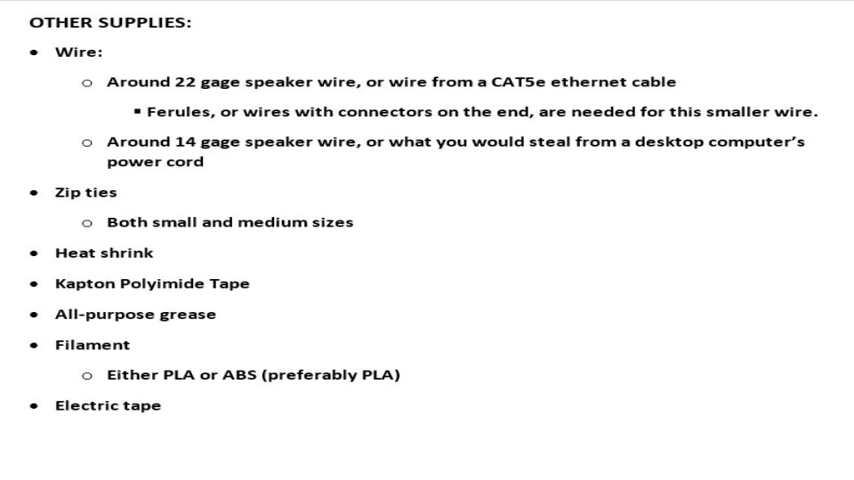 OTHER SUPPLIES:
• Wire:
o Around 22 gage speaker wire, or wire from a CAT5e ethernet cable
▪ Ferules, or wires with connectors on the end, are needed for this smaller wire.
o Around 14 gage speaker wire, or what you would steal from a desktop computer's
power cord
• Zip ties
o Both small and medium sizes
• Heat shrink
• Kapton Polyimide Tape
• All-purpose grease
• Filament
o Either PLA or ABS (preferably PLA)
• Electric tape